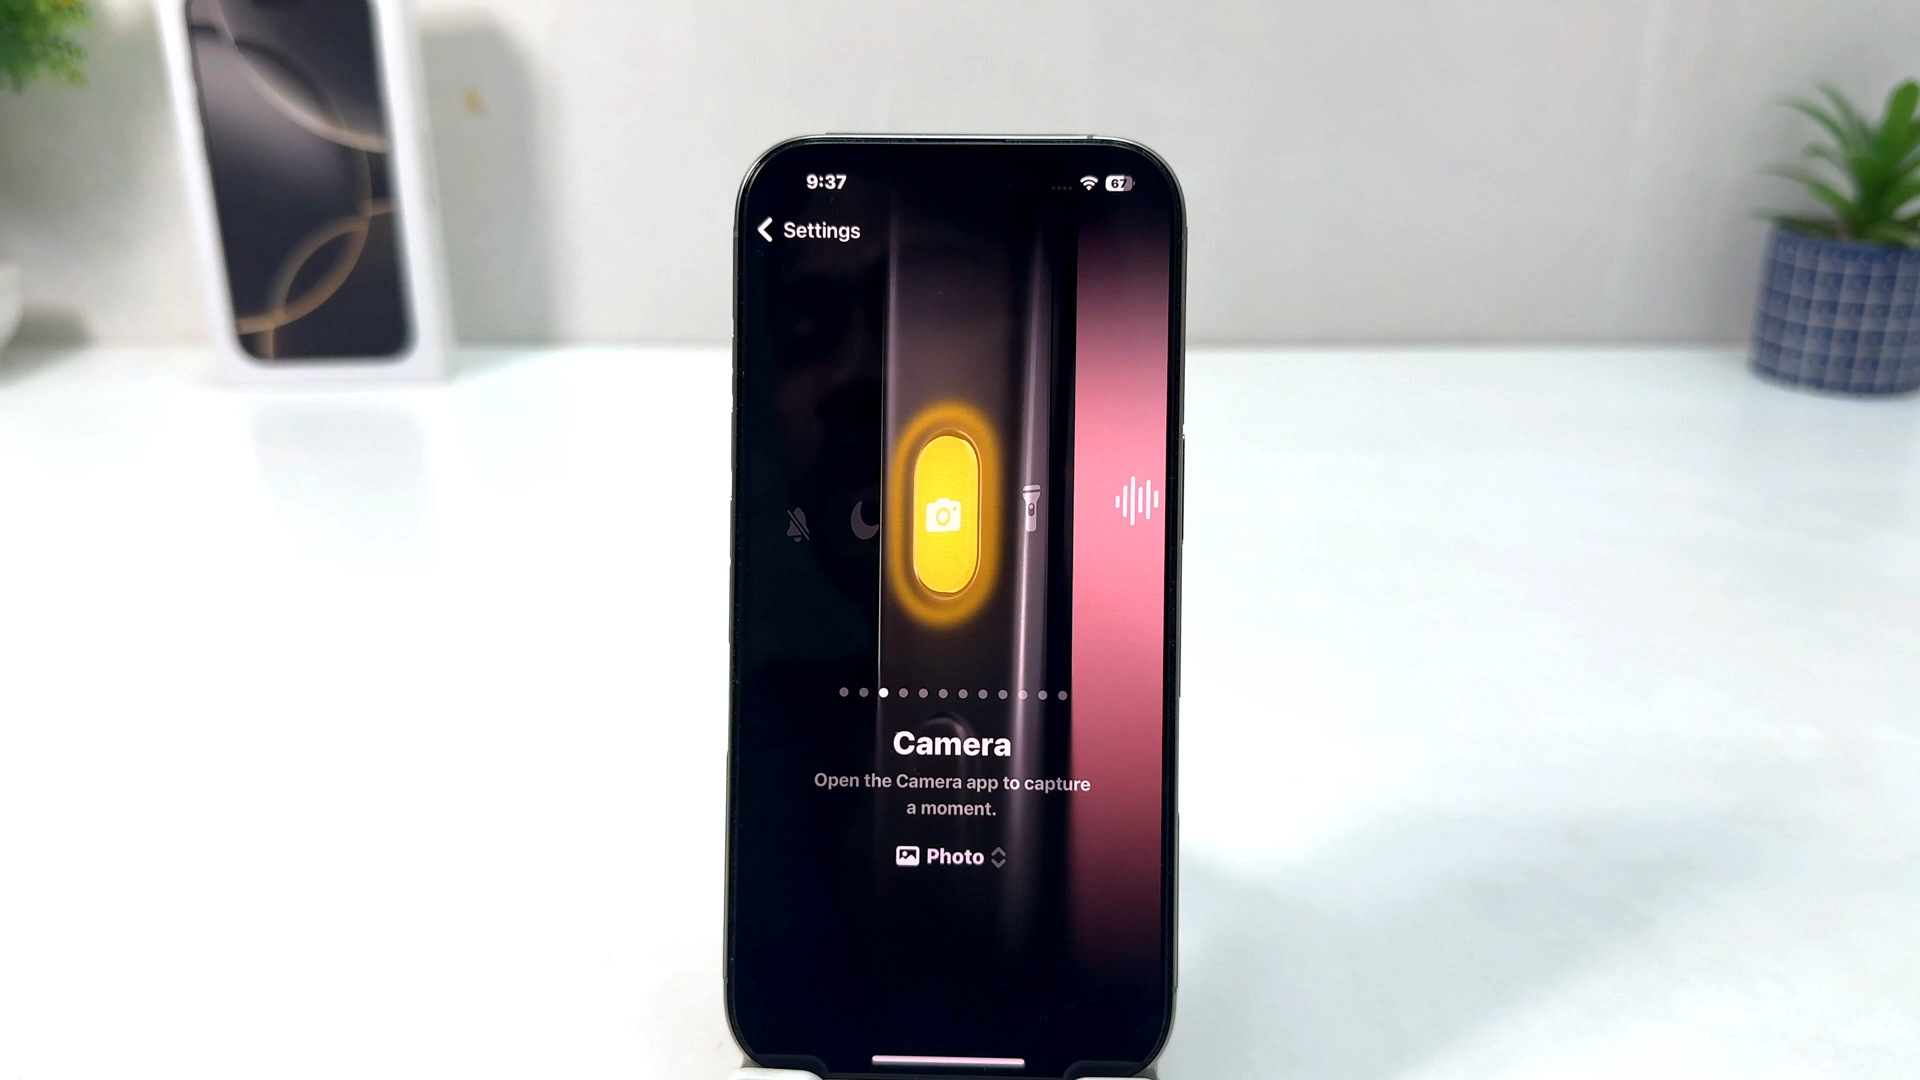 9:37
67
Settings
Camera
Open the Camera app to capture
a moment.
Photo